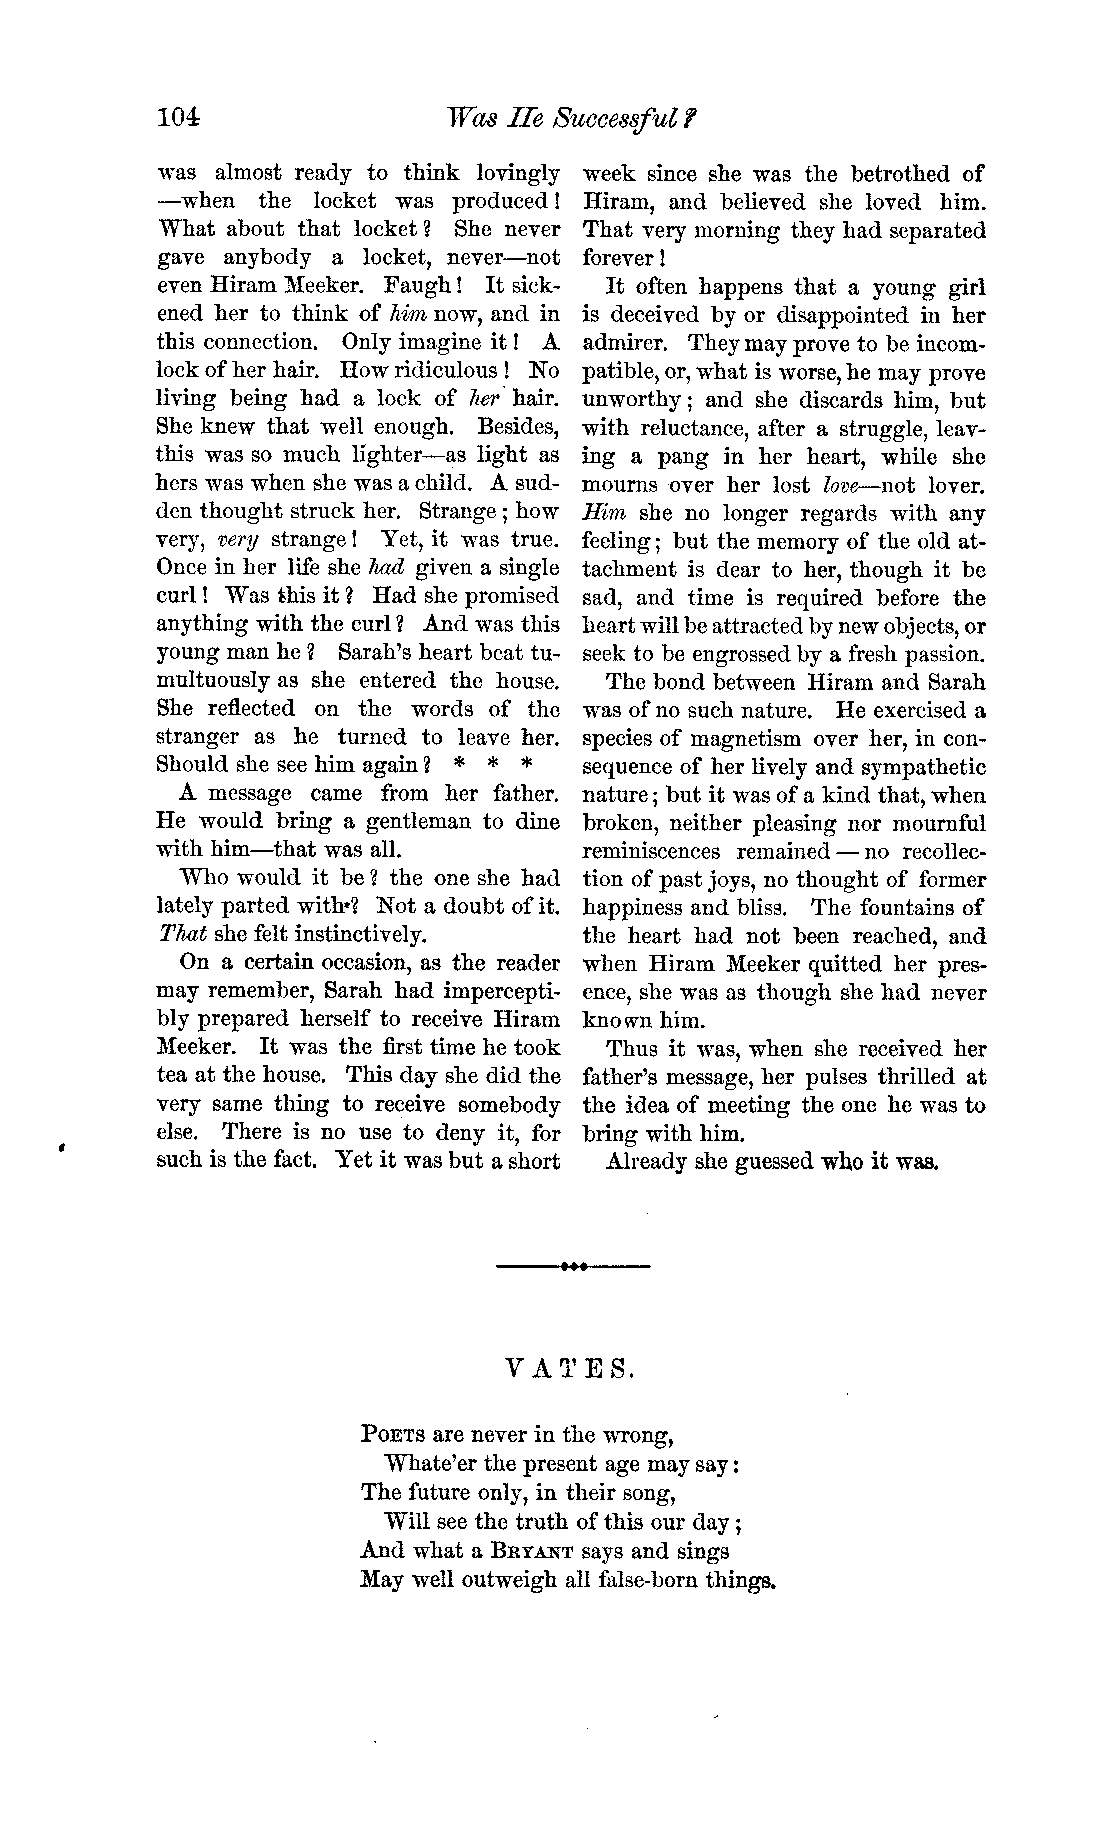 104
Was He Successful?
was almost ready to think lovingly
—when the locket was produced!
What about that locket? She never
gave anybody a locket, never—not
even Hiram Meeker. Faugh! It sick-
ened her to think of him now, and in
this connection. Only imagine it! A
lock of her hair. How ridiculous! No
living being had a lock of her hair.
She knew that well enough. Besides,
this was so much lighter—as light as
hers was when she was a child. A sud-
den thought struck her. Strange; how
very, very strange! Yet, it was true.
Once in her life she had given a single
curl! Was this it? Had she promised
anything with the curl? And was this
young man he? Sarah's heart beat tu-
multuously as she entered the house.
She reflected on the words of the
stranger as he turned to leave her.
Should she see him again? * * *
A message came from her father.
He would bring a gentleman to dine
with him—that was all.
Who would it be? the one she had
lately parted with? Not a doubt of it.
That she felt instinctively.
On a certain occasion, as the reader
may remember, Sarah had impercepti-
bly prepared herself to receive Hiram
Meeker. It was the first time he took
tea at the house. This day she did the
very same thing to receive somebody
else. There is no use to deny it, for
such is the fact. Yet it was but a short
week since she was the betrothed of
Hiram, and believed she loved him.
That very morning they had separated
forever!
It often happens that a young girl
is deceived by or disappointed in her
admirer. They may prove to be incom-
patible, or, what is worse, he may prove
unworthy; and she discards him, but
with reluctance, after a struggle, leav-
ing a pang in her heart, while she
mourns over her lost love—not lover.
Him she no longer regards with any
feeling; but the memory of the old at-
tachment is dear to her, though it be
sad, and time is required before the
heart will be attracted by new objects, or
seek to be engrossed by a fresh passion.
The bond between Hiram and Sarah
was of no such nature. He exercised a
species of magnetism over her, in con-
sequence of her lively and sympathetic
nature; but it was of a kind that, when
broken, neither pleasing nor mournful
reminiscences remained — no recollec-
tion of past joys, no thought of former
happiness and bliss. The fountains of
the heart had not been reached, and
when Hiram Meeker quitted her pres-
ence, she was as though she had never
known him.
Thus it was, when she received her
father's message, her pulses thrilled at
the idea of meeting the one he was to
bring with him.
Already she guessed who it was.
VATES.
POETS are never in the wrong,
Whate'er the present age may say:
The future only, in their song,
Will see the truth of this our day;
And what a BRYANT says and sings
May well outweigh all false-born things.